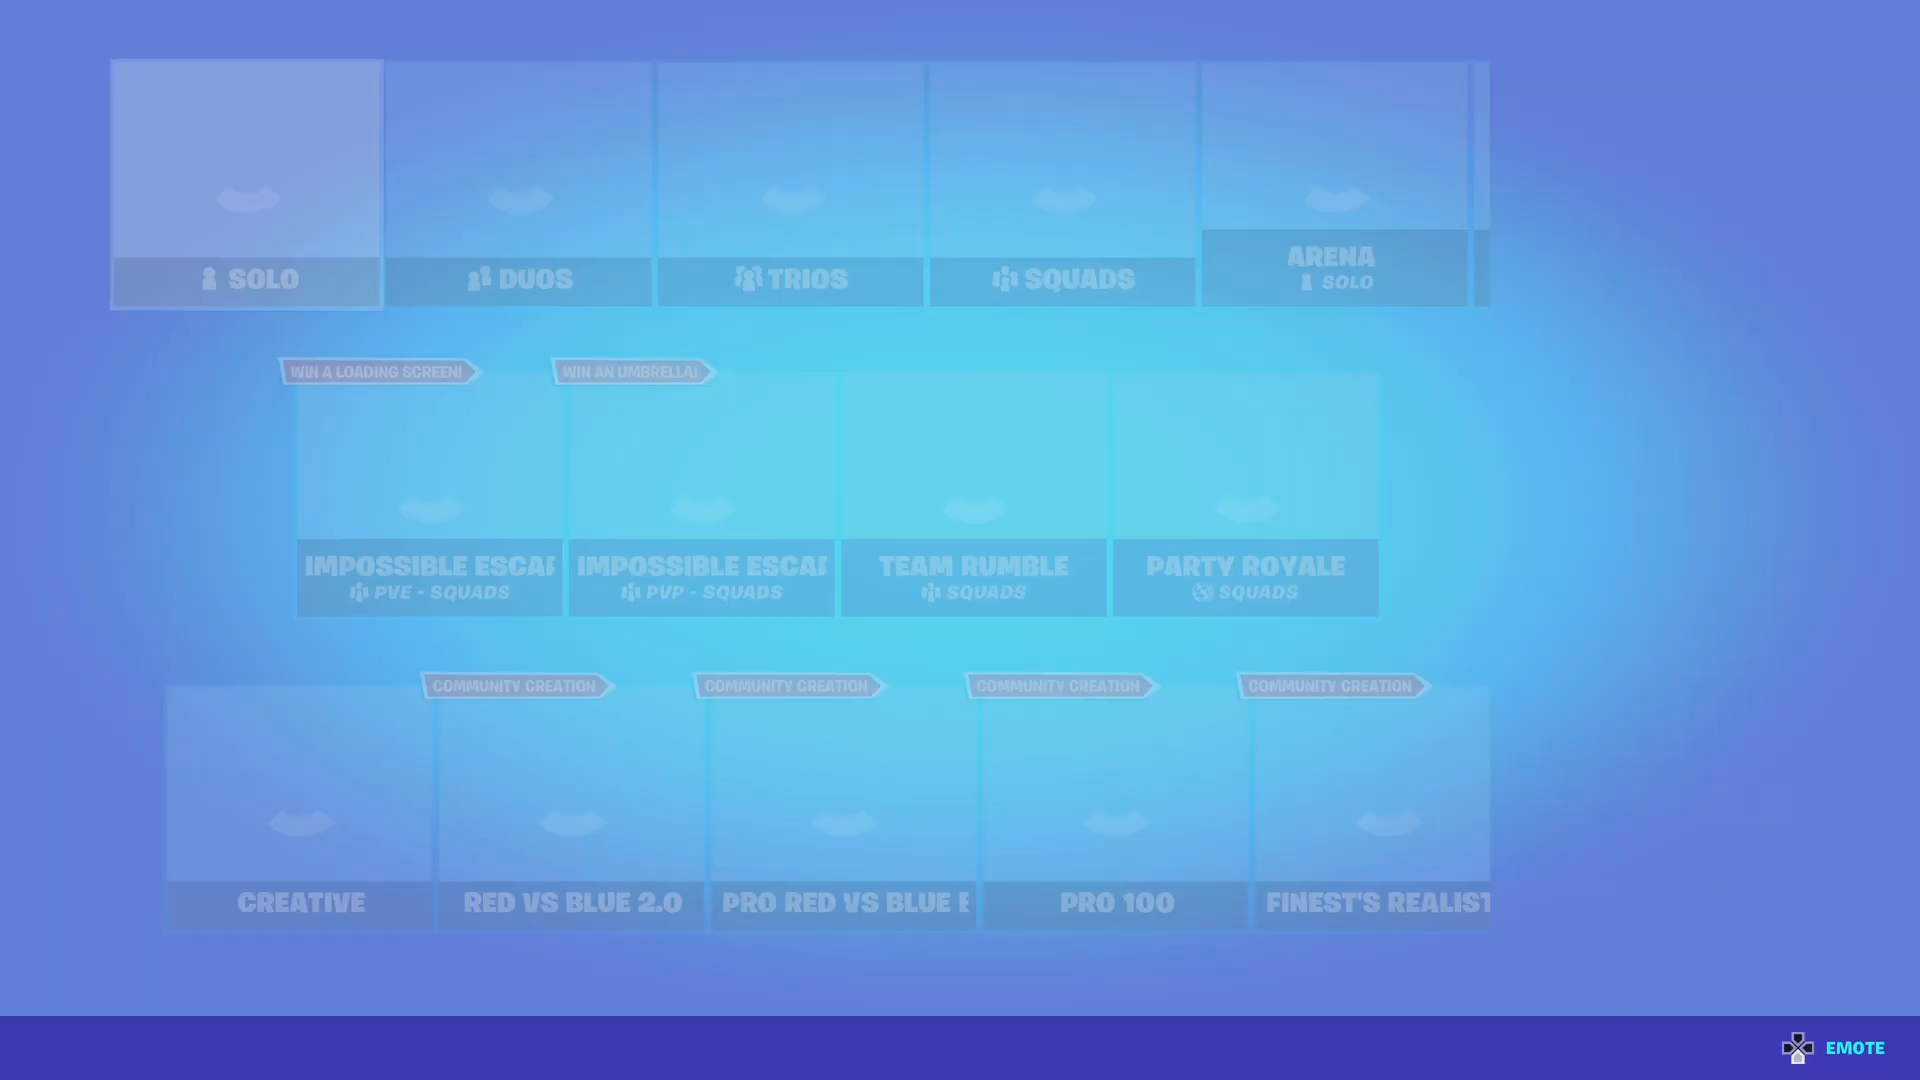 SOLO
DUOS
TRIOS
SQUADS
ARENA
SOLO
WIN A LOADING SCREEN!
WIN AN UMBRELLA!
IMPOSSIBLE ESCAP
PVE - SQUADS
IMPOSSIBLE ESCAP
PVP - SQUADS
TEAM RUMBLE
SQUADS
PARTY ROYALE
SQUADS
COMMUNITY CREATION
COMMUNITY CREATION
COMMUNITY CREATION
COMMUNITY CREATION
CREATIVE
RED VS BLUE 2.0
PRO RED VS BLUE
PRO 100
FINEST'S REALIST
EMOTE